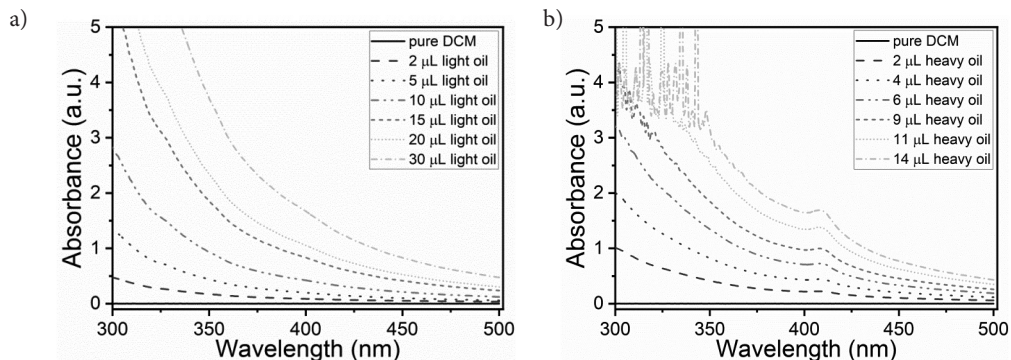 a)
5
4
3
2
1
0
Absorbance (a.u.)
300
350
400
450
500
Wavelength (nm)
pure DCM
2 μL light oil
5 μL light oil
10 μL light oil
15 μL light oil
20 μL light oil
30 μL light oil
b)
5
4
3
2
1
0
Absorbance (a.u.)
300
350
400
450
500
Wavelength (nm)
pure DCM
2 μL heavy oil
4 μL heavy oil
6 μL heavy oil
9 μL heavy oil
11 μL heavy oil
14 μL heavy oil